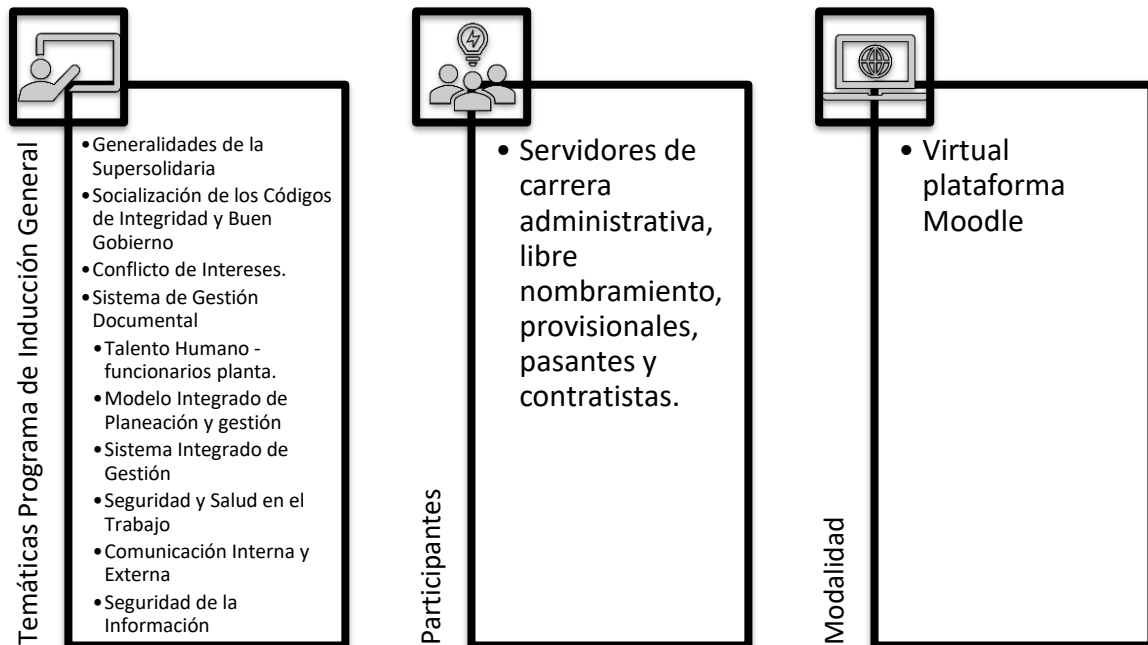 Temáticas Programa de Inducción General
•Generalidades de la
Supersolidaria
•Socialización de los Códigos
de Integridad y Buen
Gobierno
•Conflicto de Intereses.
•Sistema de Gestión
Documental
•Talento Humano -
funcionarios planta.
•Modelo Integrado de
Planeación y gestión
•Sistema Integrado de
Gestión
•Seguridad y Salud en el
Trabajo
•Comunicación Interna y
Externa
•Seguridad de la
Información
Participantes
• Servidores de
carrera
administrativa,
libre
nombramiento,
provisionales,
pasantes y
contratistas.
Modalidad
• Virtual
plataforma
Moodle